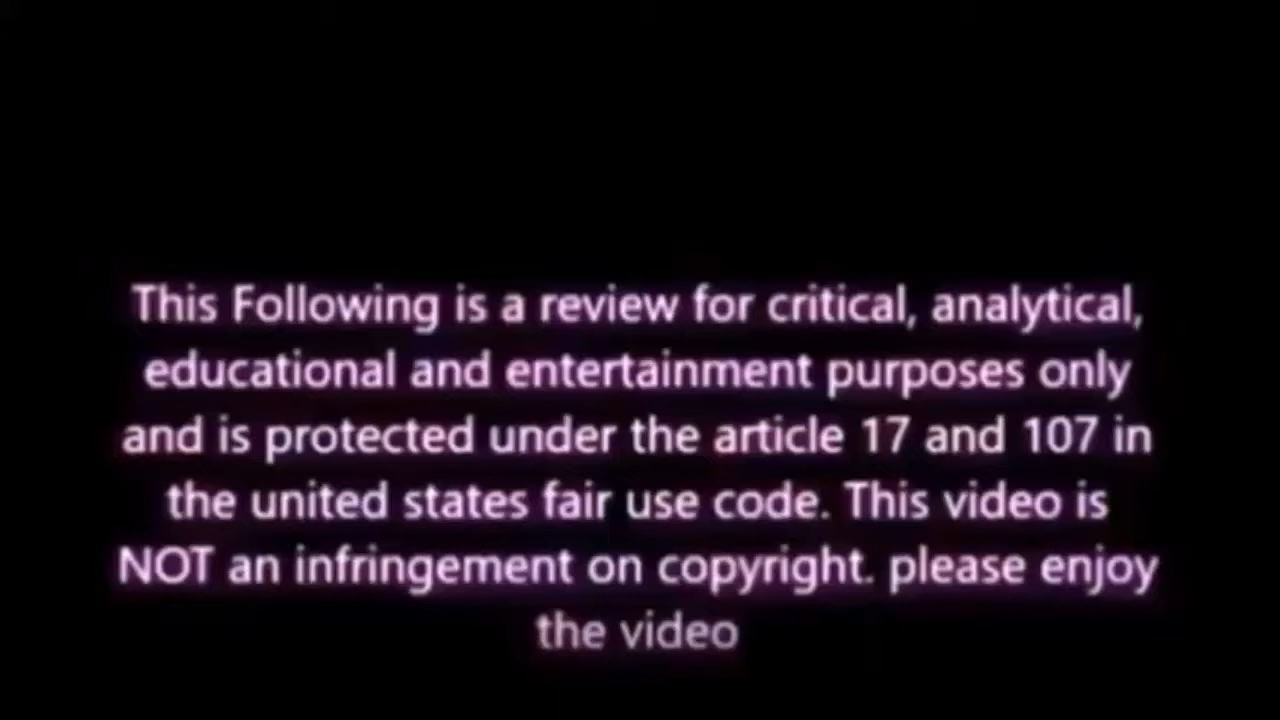 This Following is a review for critical, analytical,
educational and entertainment purposes only
and is protected under the article 17 and 107 in
the united states fair use code. This video is
NOT an infringement on copyright. please enjoy
the video